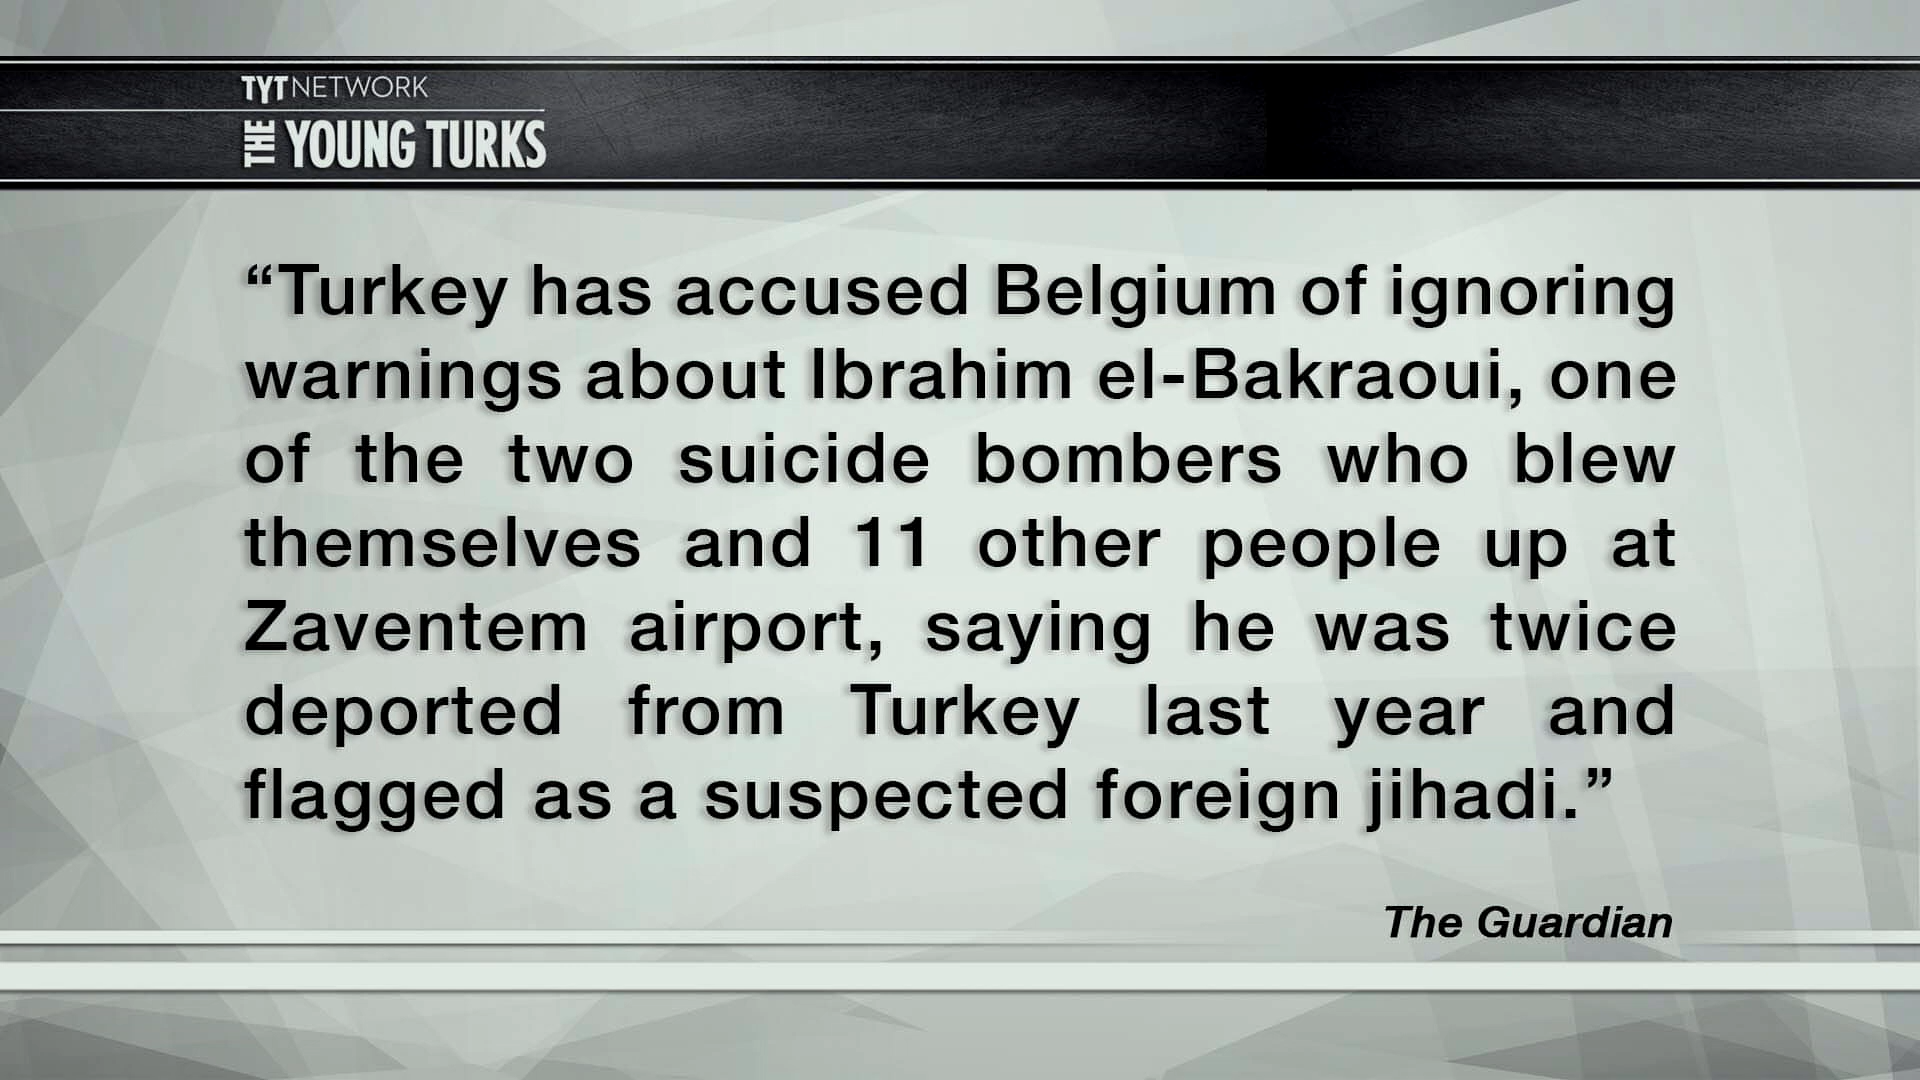 TYT NETWORK
THE YOUNG TURKS
“Turkey has accused Belgium of ignoring
warnings about Ibrahim el-Bakraoui, one
of the two suicide bombers who blew
themselves and 11 other people up at
Zaventem airport, saying he was twice
deported from Turkey last year and
flagged as a suspected foreign jihadi.”
The Guardian